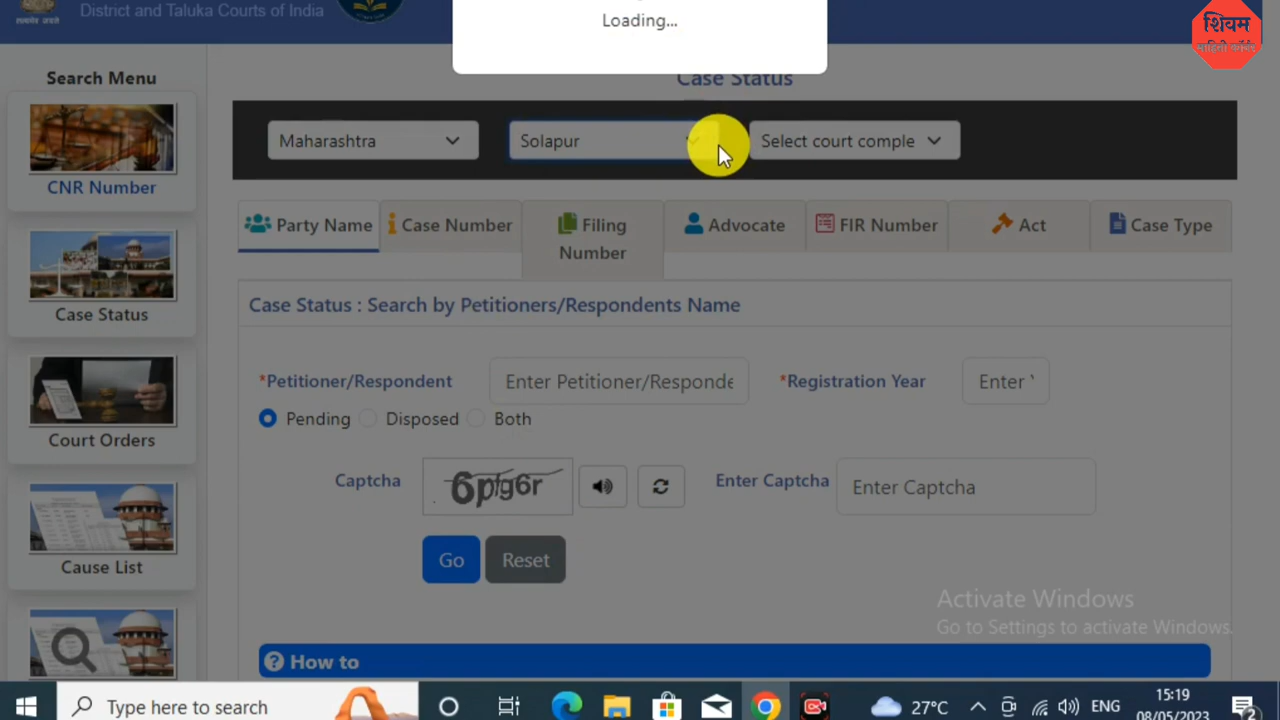 District and Taluka Courts of India
Loading...
शिवम
माहिती कॉर्नर
Search Menu
Case Status
Maharashtra
Solapur
Select court comple
CNR Number
Party Name
Case Number
Filing
Number
Advocate
FIR Number
Act
Case Type
Case Status : Search by Petitioners/Respondents Name
Case Status
*Petitioner/Respondent
Enter Petitioner/Responde
*Registration Year
Enter
Pending
Disposed
Both
Court Orders
Captcha
6pfg6r
Enter Captcha
Enter Captcha
Go
Reset
Cause List
Activate Windows
Go to Settings to activate Windows.
How to
Type here to search
27°C
ENG
15:19
08/05/2023
2